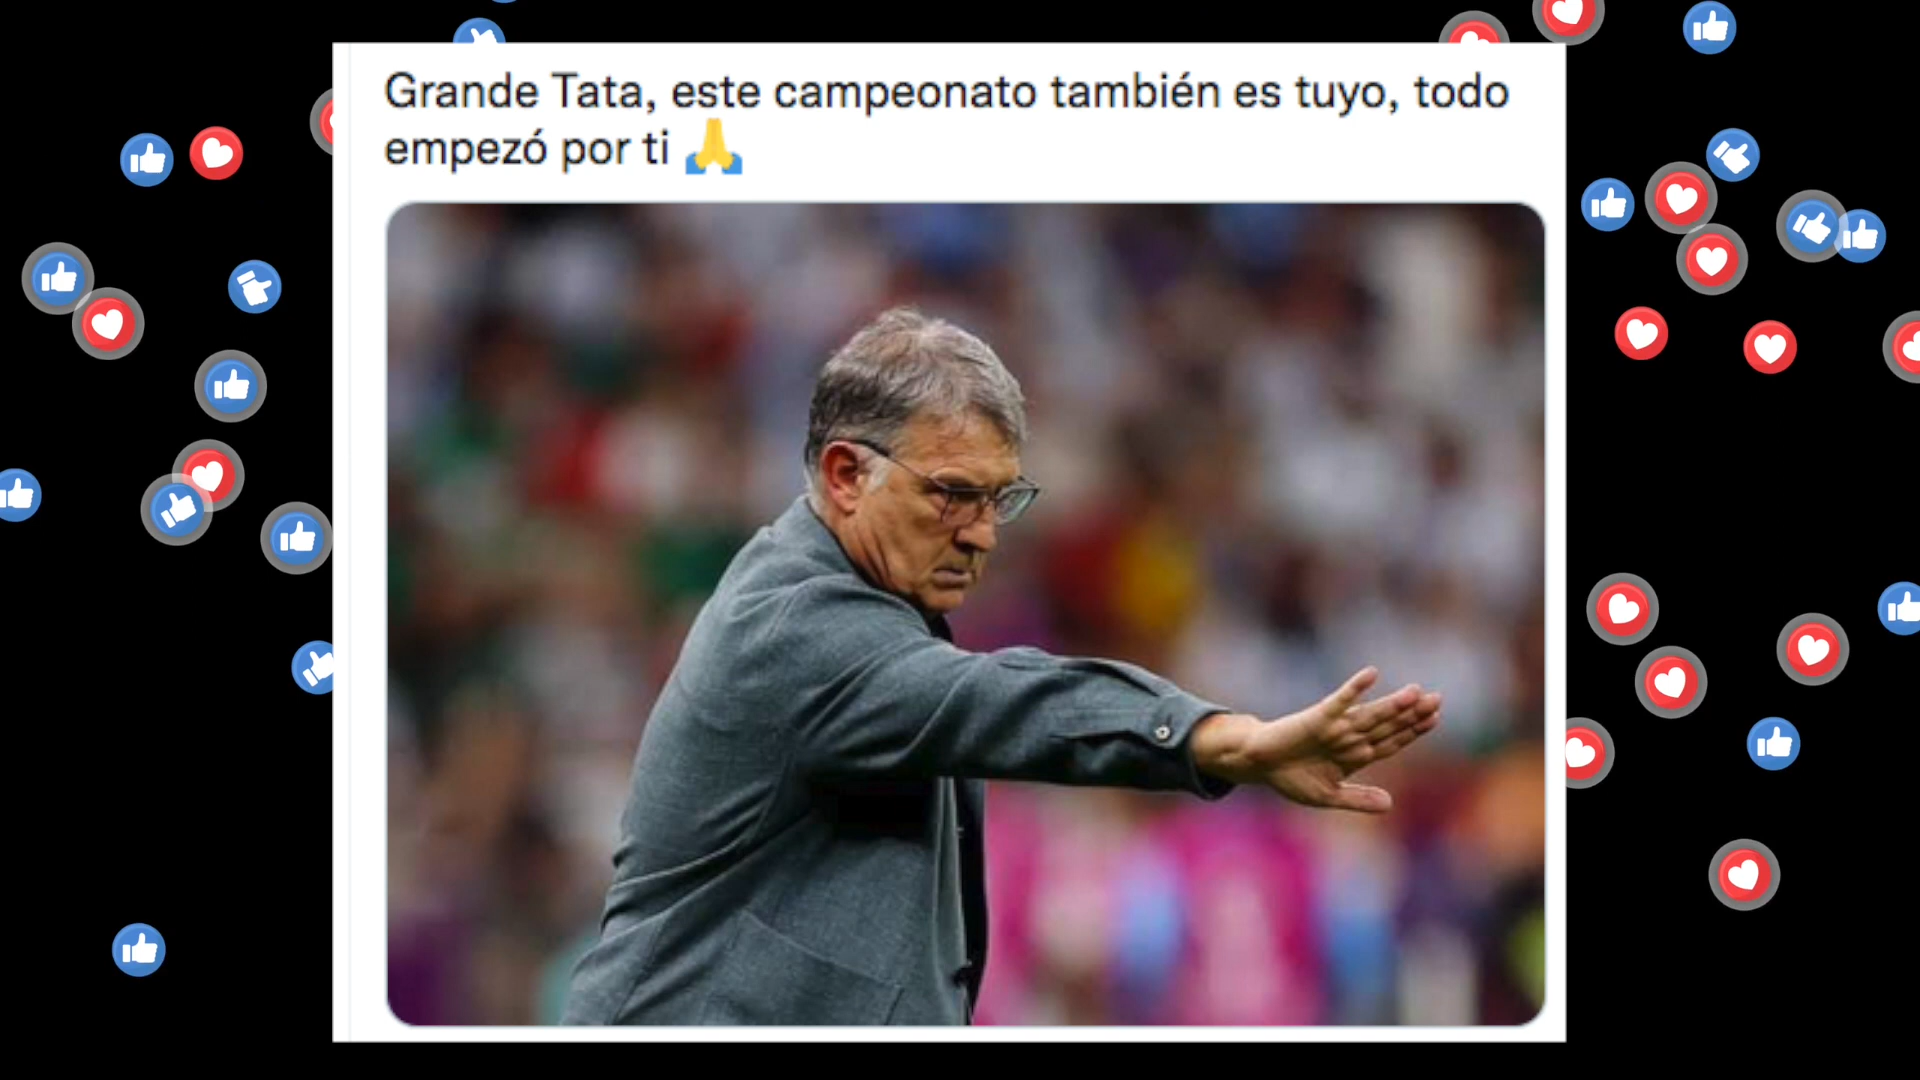 Grande Tata, este campeonato también es tuyo, todo
empezó por ti 🙏